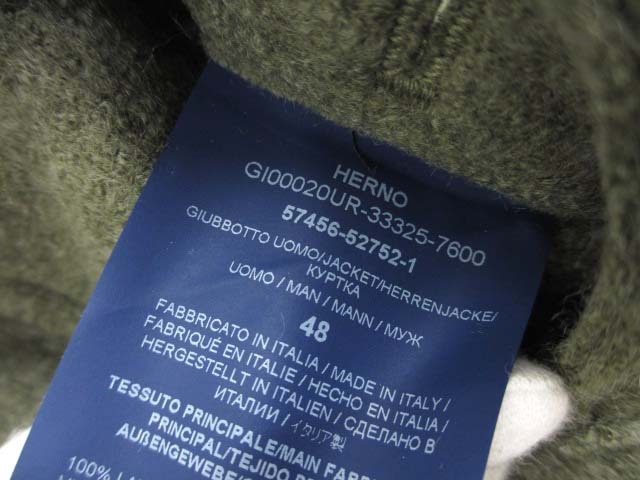 HERNO
GI00020UR-33325-7600
57456-52752-1
GIUBBOTTO UOMO/JACKET/HERRENJACKE/
КУРТКА
UOMO / MAN / MANN / МУЖ
48
FABBRICATO IN ITALIA / MADE IN ITALY /
FABRIQUÉ EN ITALIE / HECHO EN ITALIA /
HERGESTELLT IN ITALIEN / СДЕЛАНО В
ИТАЛИИ / イタリア製
TESSUTO PRINCIPALE/MAIN FABR
PRINCIPAL/TEJIDO P
AUßENGEWEBE/
100%